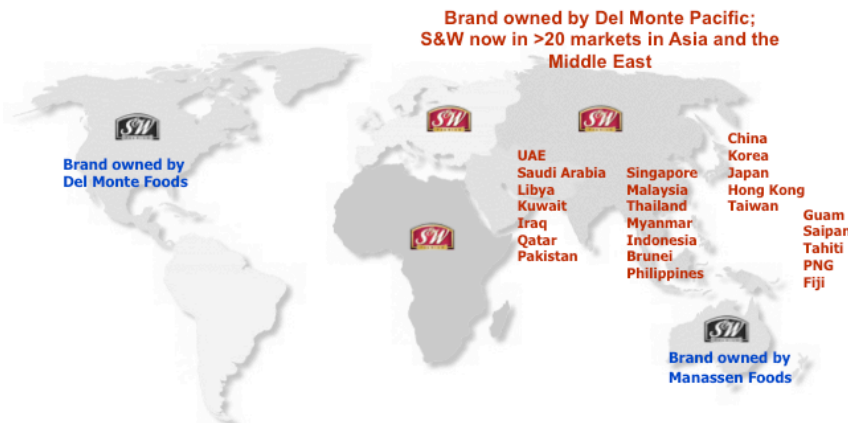 Brand owned by Del Monte Pacific;
S&W now in >20 markets in Asia and the
Middle East
S&W
S&W
S&W
Brand owned by
Del Monte Foods
UAE
Saudi Arabia
Libya
Kuwait
Iraq
Qatar
Pakistan
Singapore
Malaysia
Thailand
Myanmar
Indonesia
Brunei
Philippines
China
Korea
Japan
Hong Kong
Taiwan
Guam
Saipan
Tahiti
PNG
Fiji
S&W
S&W
Brand owned by
Manassen Foods